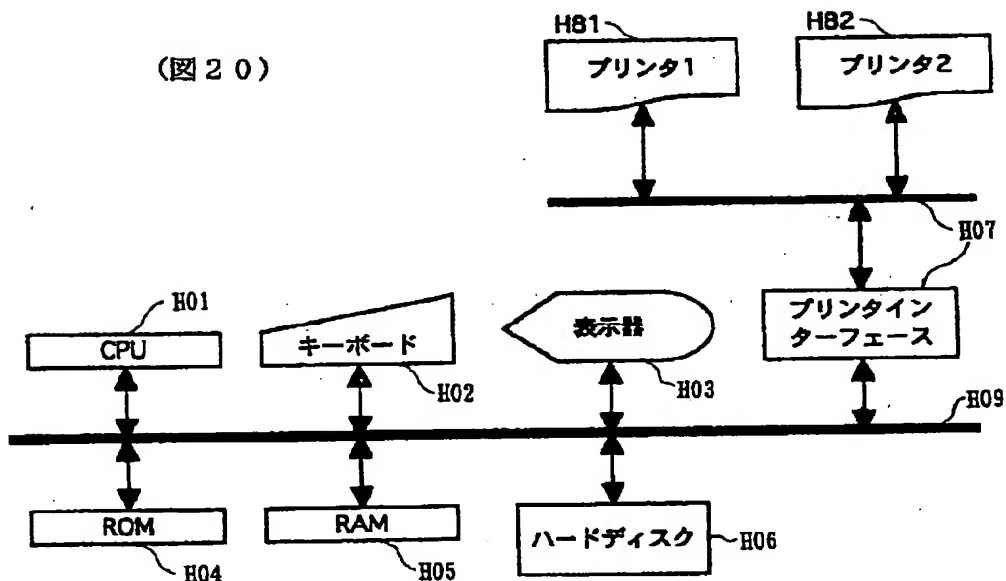 (図20)
H81
プリンタ1
H82
プリンタ2
H07
プリンタイン
ターフェース
H01
CPU
キーボード
H02
表示器
H03
H09
ROM
H04
RAM
H05
ハードディスク
H06